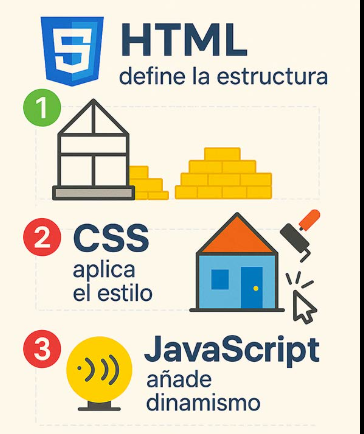 5
HTML
define la estructura
1
2
CSS
aplica
el estilo
3
JavaScript
añade
dinamismo